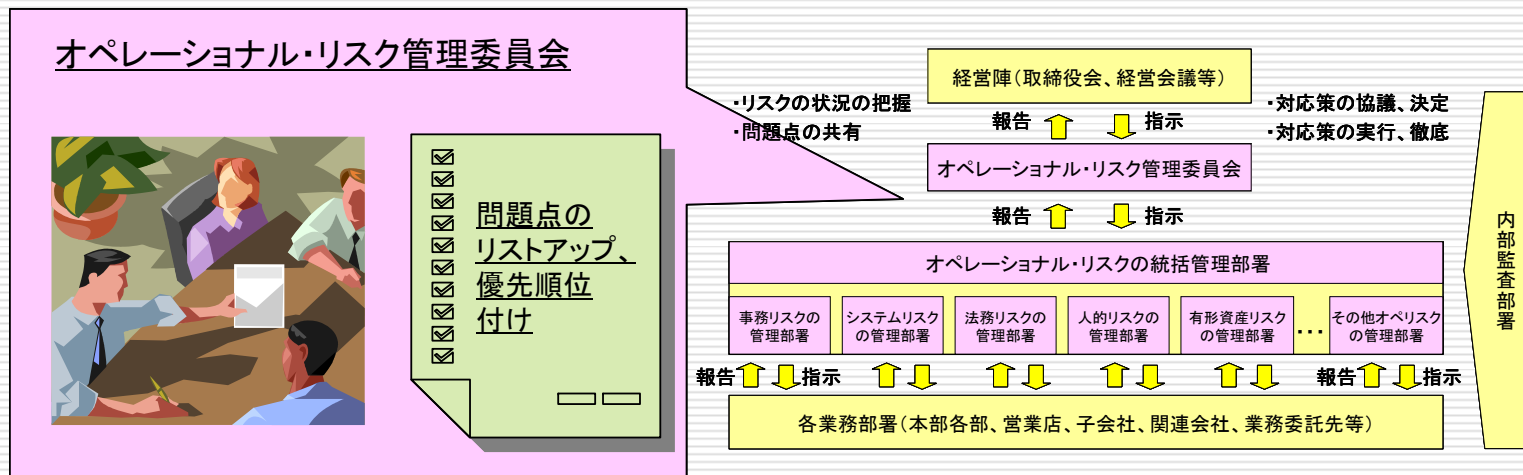 オペレーショナル・リスク管理委員会
問題点の
リストアップ、
優先順位
付け
経営陣(取締役会、経営会議等)
・リスクの状況の把握
・問題点の共有
・対応策の協議、決定
・対応策の実行、徹底
報告
指示
オペレーショナル・リスク管理委員会
報告
指示
オペレーショナル・リスクの統括管理部署
事務リスクの
管理部署
システムリスク
の管理部署
法務リスクの
管理部署
人的リスクの
管理部署
有形資産リスク
の管理部署
…
その他オペリスク
の管理部署
報告
指示
報告
指示
各業務部署(本部各部、営業店、子会社、関連会社、業務委託先等)
内部監査部署